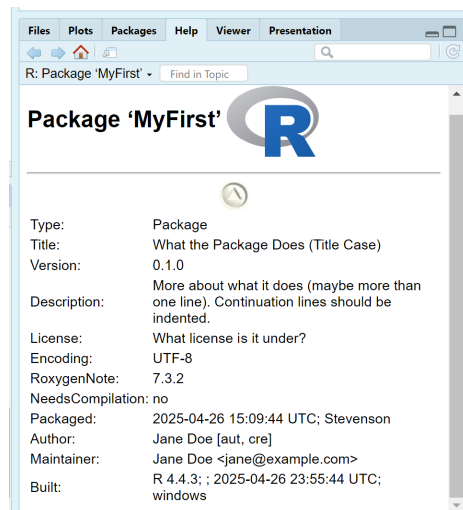 Files Plots Packages Help Viewer Presentation
R: Package ‘MyFirst’ Find in Topic
Package ‘MyFirst’ R
Type: Package
Title: What the Package Does (Title Case)
Version: 0.1.0
Description: More about what it does (maybe more than
one line). Continuation lines should be
indented.
License: What license is it under?
Encoding: UTF-8
RoxygenNote: 7.3.2
NeedsCompilation: no
Packaged: 2025-04-26 15:09:44 UTC; Stevenson
Author: Jane Doe [aut, cre]
Maintainer: Jane Doe <jane@example.com>
Built: R 4.4.3; ; 2025-04-26 23:55:44 UTC;
windows